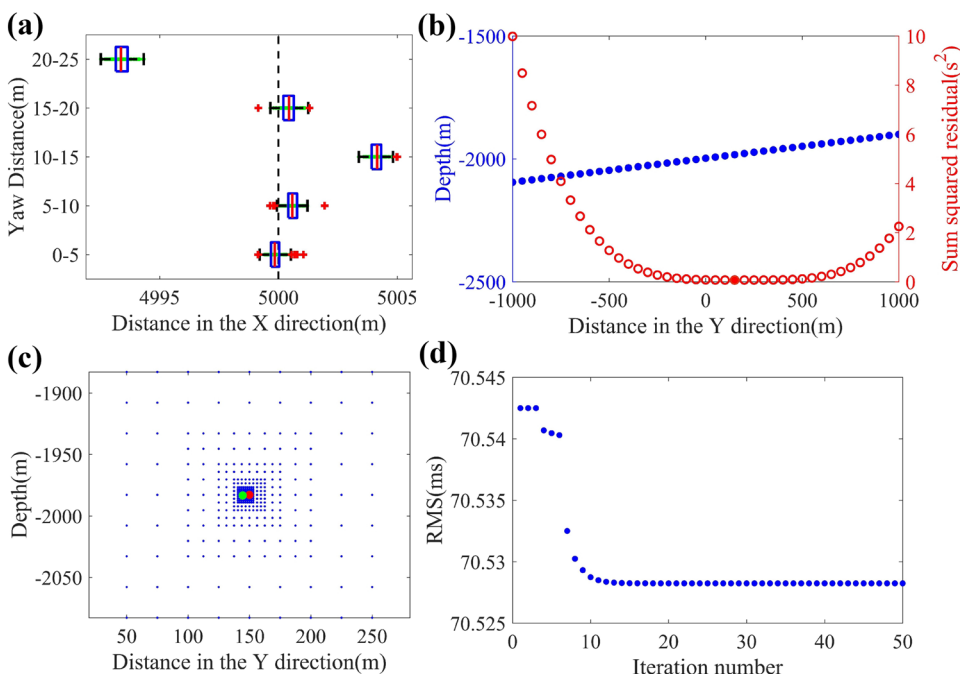 (a)
Yaw Distance(m)
20-25
15-20
10-15
5-10
0-5
4995 5000 5005
Distance in the X direction(m)
(b)
Depth(m)
-1500
-2000
-2500
-1000 -500 0 500 1000
Distance in the Y direction(m)
10
8
6
4
2
0
Sum squared residual(s²)
(c)
Depth(m)
-1900
-1950
-2000
-2050
50 100 150 200 250
Distance in the Y direction(m)
(d)
RMS(ms)
70.545
70.54
70.535
70.53
70.525
0 10 20 30 40 50
Iteration number